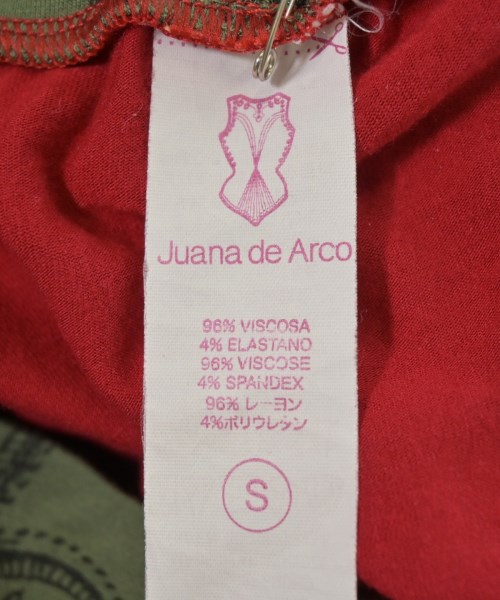 Juana de Arco
96% VISCOSA
4% ELASTANO
96% VISCOSE
4% SPANDEX
96% レーヨン
4%ポリウレタン
S